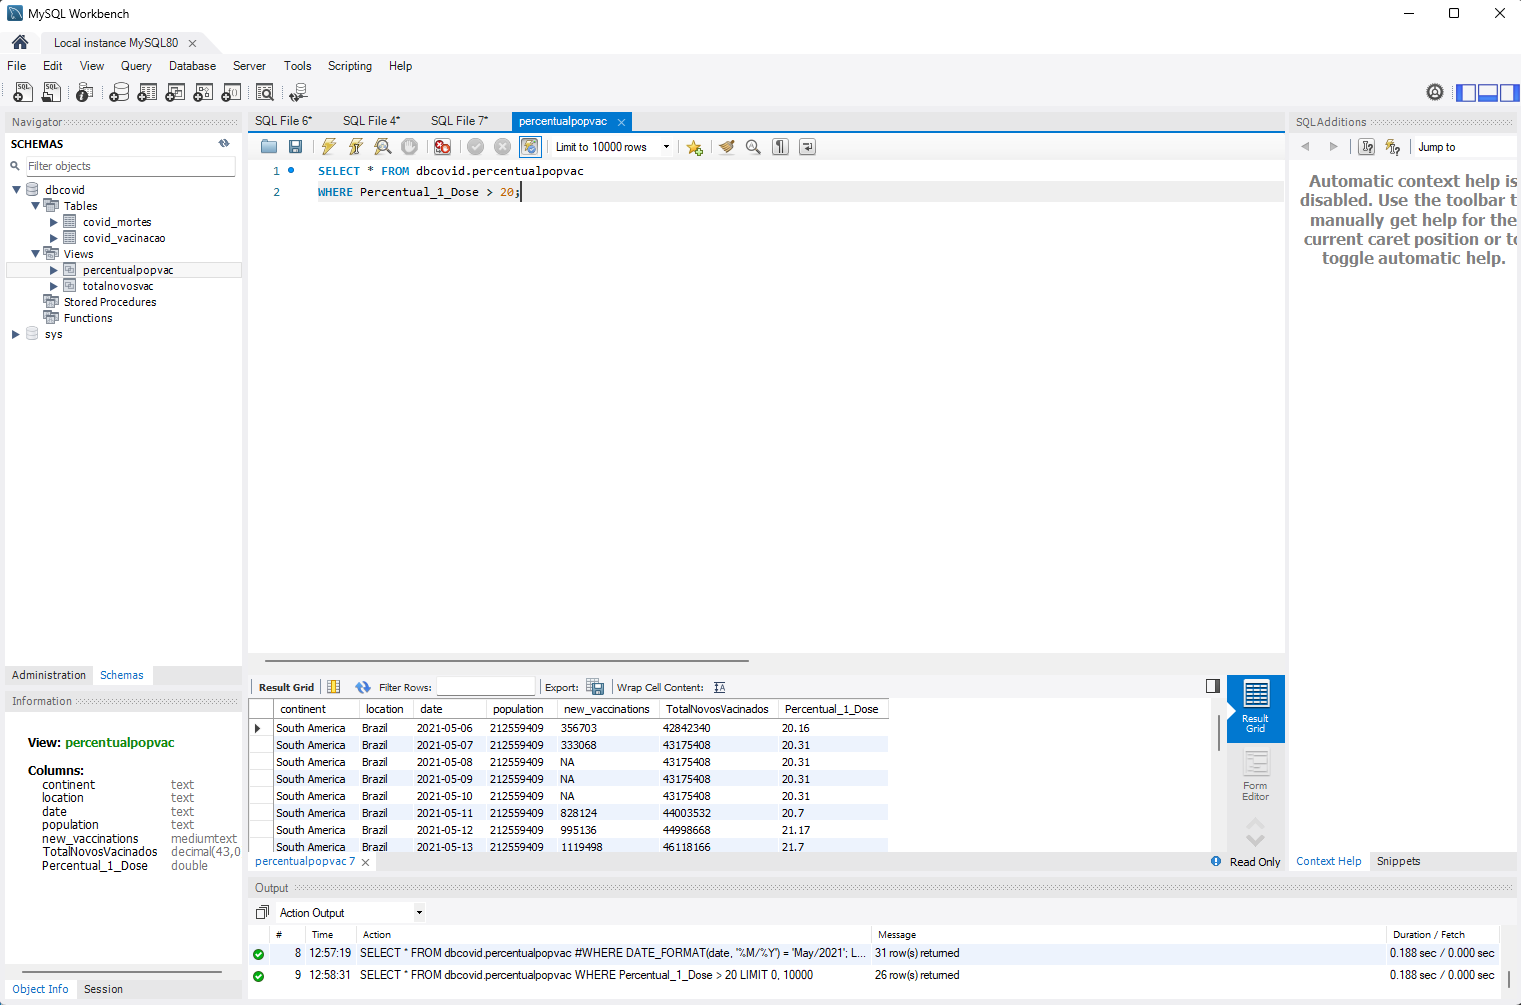 MySQL Workbench
Local instance MySQL80
File Edit View Query Database Server Tools Scripting Help
Navigator
SCHEMAS
Filter objects
dbcovid
Tables
covid_mortes
covid_vacinacao
Views
percentualpopvac
totalnovosvac
Stored Procedures
Functions
sys
Administration Schemas
Information
View: percentualpopvac
Columns:
continent text
location text
date text
population text
new_vaccinations mediumtext
TotalNovosVacinados decimal(43,0
Percentual_1_Dose double
Object Info Session
SQL File 6* SQL File 4* SQL File 7* percentualpopvac
Limit to 10000 rows
1 SELECT * FROM dbcovid.percentualpopvac
2 WHERE Percentual_1_Dose > 20;
Result Grid Filter Rows: Export: Wrap Cell Content:
continent location date population new_vaccinations TotalNovosVacinados Percentual_1_Dose
South America Brazil 2021-05-06 212559409 356703 42842340 20.16
South America Brazil 2021-05-07 212559409 333068 43175408 20.31
South America Brazil 2021-05-08 212559409 NA 43175408 20.31
South America Brazil 2021-05-09 212559409 NA 43175408 20.31
South America Brazil 2021-05-10 212559409 NA 43175408 20.31
South America Brazil 2021-05-11 212559409 828124 44003532 20.7
South America Brazil 2021-05-12 212559409 995136 44998668 21.17
South America Brazil 2021-05-13 212559409 1119498 46118166 21.7
Result
Grid
Form
Editor
percentualpopvac 7
Read Only
SQLAdditions
Jump to
Automatic context help is
disabled. Use the toolbar t
manually get help for the
current caret position or to
toggle automatic help.
Context Help Snippets
Output
Action Output
# Time Action Message Duration / Fetch
8 12:57:19 SELECT * FROM dbcovid.percentualpopvac #WHERE DATE_FORMAT(date, '%M/%Y') = 'May/2021'; L... 31 row(s) returned 0.188 sec / 0.000 sec
9 12:58:31 SELECT * FROM dbcovid.percentualpopvac WHERE Percentual_1_Dose > 20 LIMIT 0, 10000 26 row(s) returned 0.188 sec / 0.000 sec